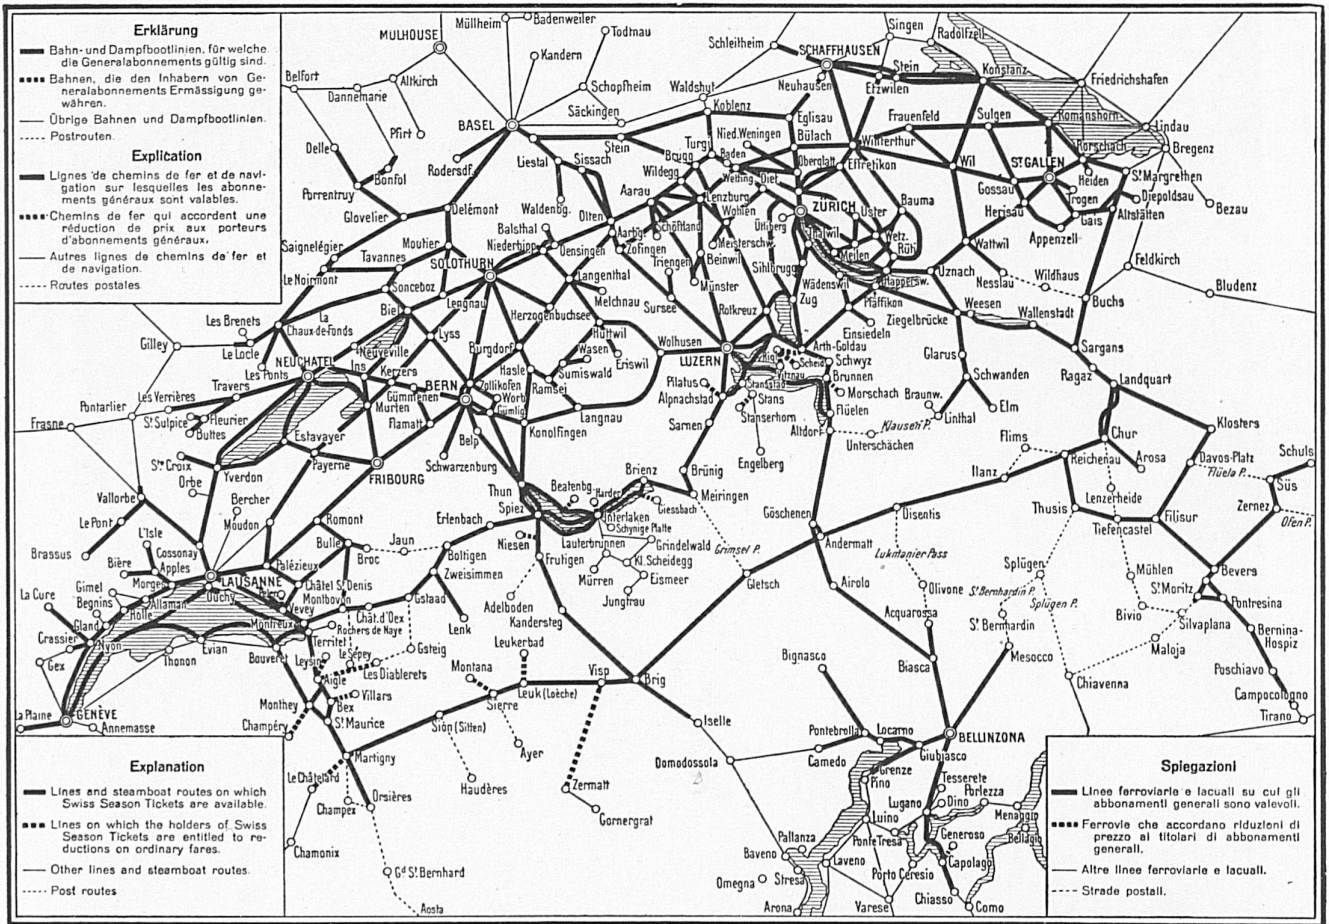 Erklärung
Bahn- und Dampfbootlinien, für welche
die Generalabonnements gültig sind.
Bahnen, die den Inhabern von Ge-
neralabonnements Ermässigung ge-
währen.
Übrige Bahnen und Dampfbootlinien.
Postrouten.
Explication
Lignes de chemins de fer et de navi-
gation sur lesquelles les abonne-
ments généraux sont valables.
Chemins de fer qui accordent une
réduction de prix aux porteurs
d'abonnements généraux.
Autres lignes de chemins de fer et
de navigation.
Routes postales.
MULHOUSE
Müllheim
Badenweiler
Todtnau
Kandern
Schopfheim
Säckingen
Waldshut
Schleitheim
SCHAFFHAUSEN
Singen
Radolfzell
Neuhausen
Stein
Etzwilen
Konstanz
Friedrichshafen
Romanshorn
Lindau
Bregenz
Rorschach
Belfort
Dannemarie
Altkirch
Pfirt
BASEL
Delle
Bonfol
Porrentruy
Rodersdf.
Liestal
Stein
Sissach
Waldenbg.
Koblenz
Turgi
Nied.Weningen
Baden
Brugg
Wildegg
Wetting.
Diet.
Eglisau
Bülach
Oberglatt
Winterthur
Effretikon
Frauenfeld
Sulgen
Wil
ST GALLEN
Gossau
Herisau
Heiden
Trogen
Gais
Appenzell
St. Margrethen
Diepoldsau
Altstätten
Bezau
Feldkirch
Bludenz
Buchs
Glovelier
Delémont
Saignelégier
Moutier
Tavannes
Le Noirmont
Sonceboz
SOLOTHURN
Balsthal
Niederbipp
Oensingen
Olten
Aarau
Aarbg.
Zofingen
Schöftland
Lenzburg
Wohlen
Meisterschw.
Beinwil
Triengen
Münster
Sursee
Langenthal
Melchnau
Herzogenbuchsee
Huttwil
Wasen
Eriswil
Sumiswald
Ramsei
Hasle
Burgdorf
Lengnau
Biel
Lyss
ZÜRICH
Ütliberg
Thalwil
Uster
Meilen
Wetz.
Rüti
Bauma
Sihlbrugg
Wädenswil
Rappersw.
Pfäffikon
Zug
Rotkreuz
Einsiedeln
Uznach
Wattwil
Nesslau
Wildhaus
Ziegelbrücke
Weesen
Wallenstadt
Sargans
Ragaz
Landquart
Glarus
Schwanden
Braunw.
Linthal
Elm
Les Brenets
La
Chaux-de-fonds
Gilley
Le Locle
Les Ponts
NEUCHATEL
Neuveville
Ins
Kerzers
Gümmenen
Murten
BERN
Zollikofen
Worb
Gümlig.
Flamatt
Belp
Schwarzenburg
Konolfingen
Langnau
Wolhusen
LUZERN
Arth-Goldau
Rigi
Scheid.
Vitznau
Schwyz
Brunnen
Morschach
Flüelen
Altdorf
Klausen P.
Unterschächen
Pilatus
Alpnachstad
Stansstad
Stans
Stanserhorn
Engelberg
Sarnen
Brünig
Meiringen
Travers
Les Verrières
Pontarlier
Frasne
St Sulpice
Fleurier
Buttes
Ste Croix
Estavayer
Payerne
FRIBOURG
Yverdon
Orbe
Bercher
Moudon
Romont
Vallorbe
Le Pont
Brassus
L'Isle
Cossonay
Apples
Bière
Morges
LAUSANNE
Ouchy
Gimel
Allaman
Begnins
Rolle
Gland
La Cure
Crassier
Nyon
Gex
La Plaine
GENÈVE
Annemasse
Thonon
Evian
Bouveret
Palézieux
Châtel St Denis
Vevey
Montreux
Territet
Rochers de Naye
Bulle
Broc
Jaun
Montbovon
Chât. d'Oex
Gstaad
Gsteig
Boltigen
Zweisimmen
Lenk
Erlenbach
Thun
Spiez
Niesen
Frutigen
Adelboden
Kandersteg
Beatenbg.
Harder
Interlaken
Brienz
Giessbach
Schynige Platte
Lauterbrunnen
Grindelwald
Kl. Scheidegg
Mürren
Eismeer
Jungfrau
Grimsel P.
Gletsch
Göschenen
Andermatt
Airolo
Disentis
Lukmanier Pass
Olivone
Acquarossa
Biasca
Ilanz
Flims
Reichenau
Chur
Arosa
Klosters
Davos-Platz
Flüela P.
Schuls
Süs
Zernez
Ofen P.
Lenzerheide
Thusis
Tiefencastel
Filisur
Splügen
St Bernhardin P.
St. Bernardin
Splügen P.
Mesocco
Mühlen
Bivio
Bevers
St. Moritz
Pontresina
Silvaplana
Maloja
Chiavenna
Bernina-
Hospiz
Poschiavo
Campocologno
Tirano
Leysin
Le Sépey
Les Diablerets
Aigle
Villars
Bex
Monthey
Champéry
St. Maurice
Martigny
Le Châtelard
Champex
Orsières
Chamonix
Gd St. Bernhard
Aosta
Sion (Sitten)
Sierre
Montana
Leukerbad
Leuk (Loèche)
Visp
Brig
Ayer
Haudères
Zermatt
Gornergrat
Iselle
Domodossola
Bignasco
Pontebrolla
Camedo
Locarno
BELLINZONA
Giubiasco
Grenze
Pino
Luino
Lugano
Tesserete
Dino
Porlezza
Menaggio
Bellagio
Generoso
Capolago
Ponte Tresa
Porto Ceresio
Chiasso
Como
Varese
Laveno
Pallanza
Baveno
Stresa
Omegna
Arona
Explanation
Lines and steamboat routes on which
Swiss Season Tickets are available.
Lines on which the holders of Swiss
Season Tickets are entitled to re-
ductions on ordinary fares.
Other lines and steamboat routes.
Post routes
Spiegazioni
Linee ferroviarie e lacuali su cui gli
abbonamenti generali sono valevoli.
Ferrovie che accordano riduzioni di
prezzo ai titolari di abbonamenti
generali.
Altre linee ferroviarie e lacuali.
Strade postali.